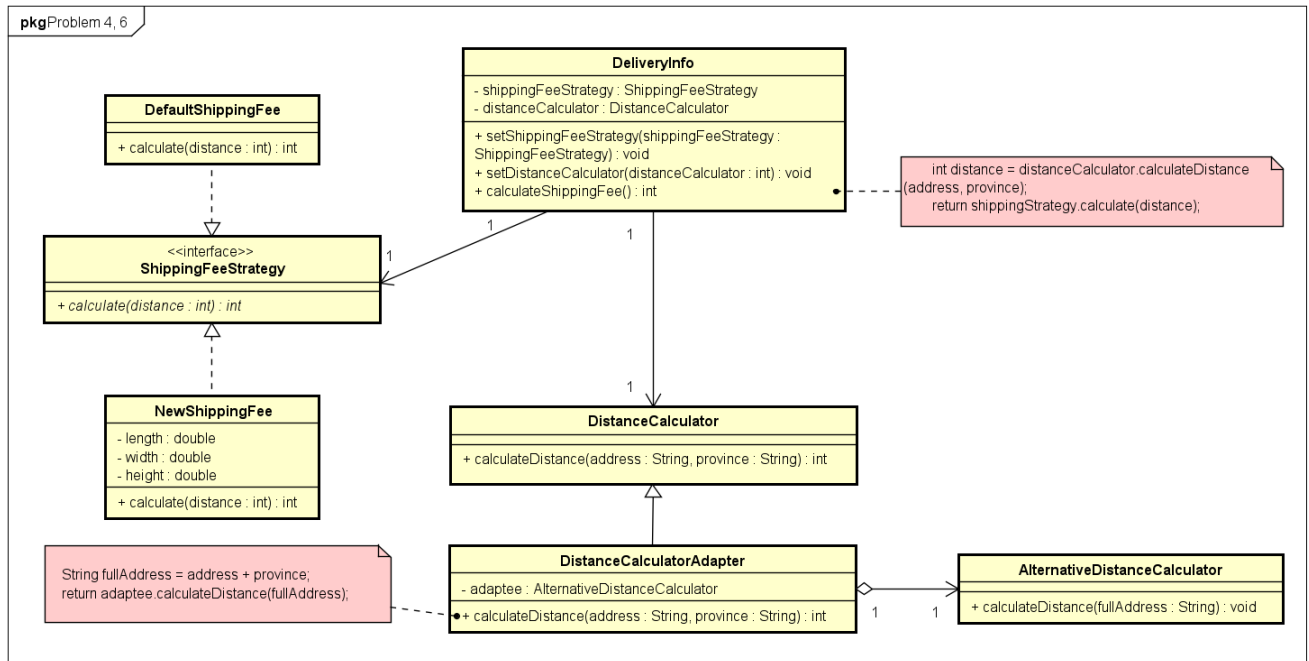 pkg Problem 4, 6
DeliveryInfo
- shippingFeeStrategy : ShippingFeeStrategy
- distanceCalculator : DistanceCalculator
+ setShippingFeeStrategy(shippingFeeStrategy :
ShippingFeeStrategy) : void
+ setDistanceCalculator(distanceCalculator : int) : void
+ calculateShippingFee() : int
DefaultShippingFee
+ calculate(distance : int) : int
int distance = distanceCalculator.calculateDistance
(address, province);
return shippingStrategy.calculate(distance);
1
1
1
<<interface>>
ShippingFeeStrategy
+ calculate(distance : int) : int
1
NewShippingFee
- length : double
- width : double
- height : double
+ calculate(distance : int) : int
DistanceCalculator
+ calculateDistance(address : String, province : String) : int
String fullAddress = address + province;
return adaptee.calculateDistance(fullAddress);
DistanceCalculatorAdapter
- adaptee : AlternativeDistanceCalculator
+ calculateDistance(address : String, province : String) : int
1
1
AlternativeDistanceCalculator
+ calculateDistance(fullAddress : String) : void